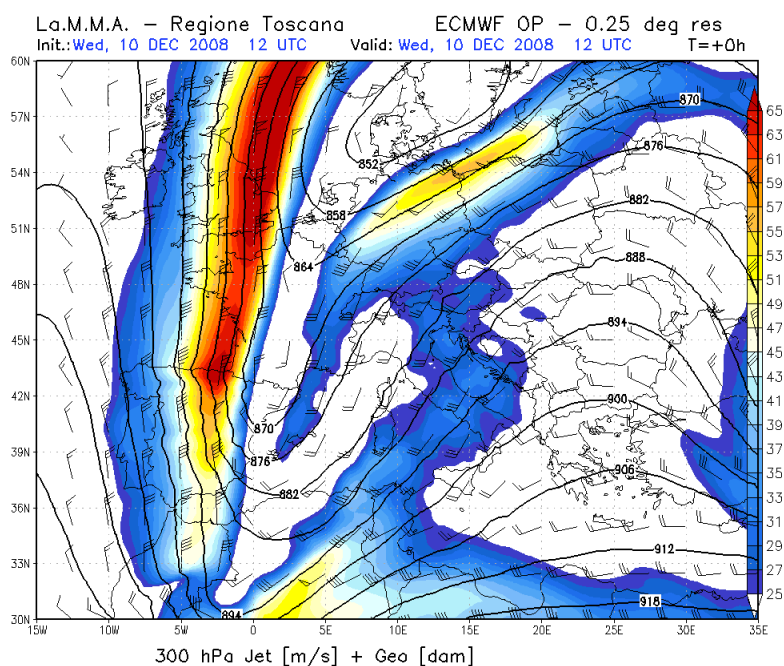 La.M.M.A. - Regione Toscana ECMWF OP - 0.25 deg res
Init.: Wed, 10 DEC 2008 12 UTC Valid: Wed, 10 DEC 2008 12 UTC T=+0h
60N
57N
54N
51N
48N
45N
42N
39N
36N
33N
30N
15W 10W 5W 0 5E 10E 15E 20E 25E 30E 35E
870
876
852
882
858
864
888
894
900
870
876
906
882
912
894
918
65
63
61
59
57
55
53
51
49
47
45
43
41
39
37
35
33
31
29
27
25
300 hPa Jet [m/s] + Geo [dam]